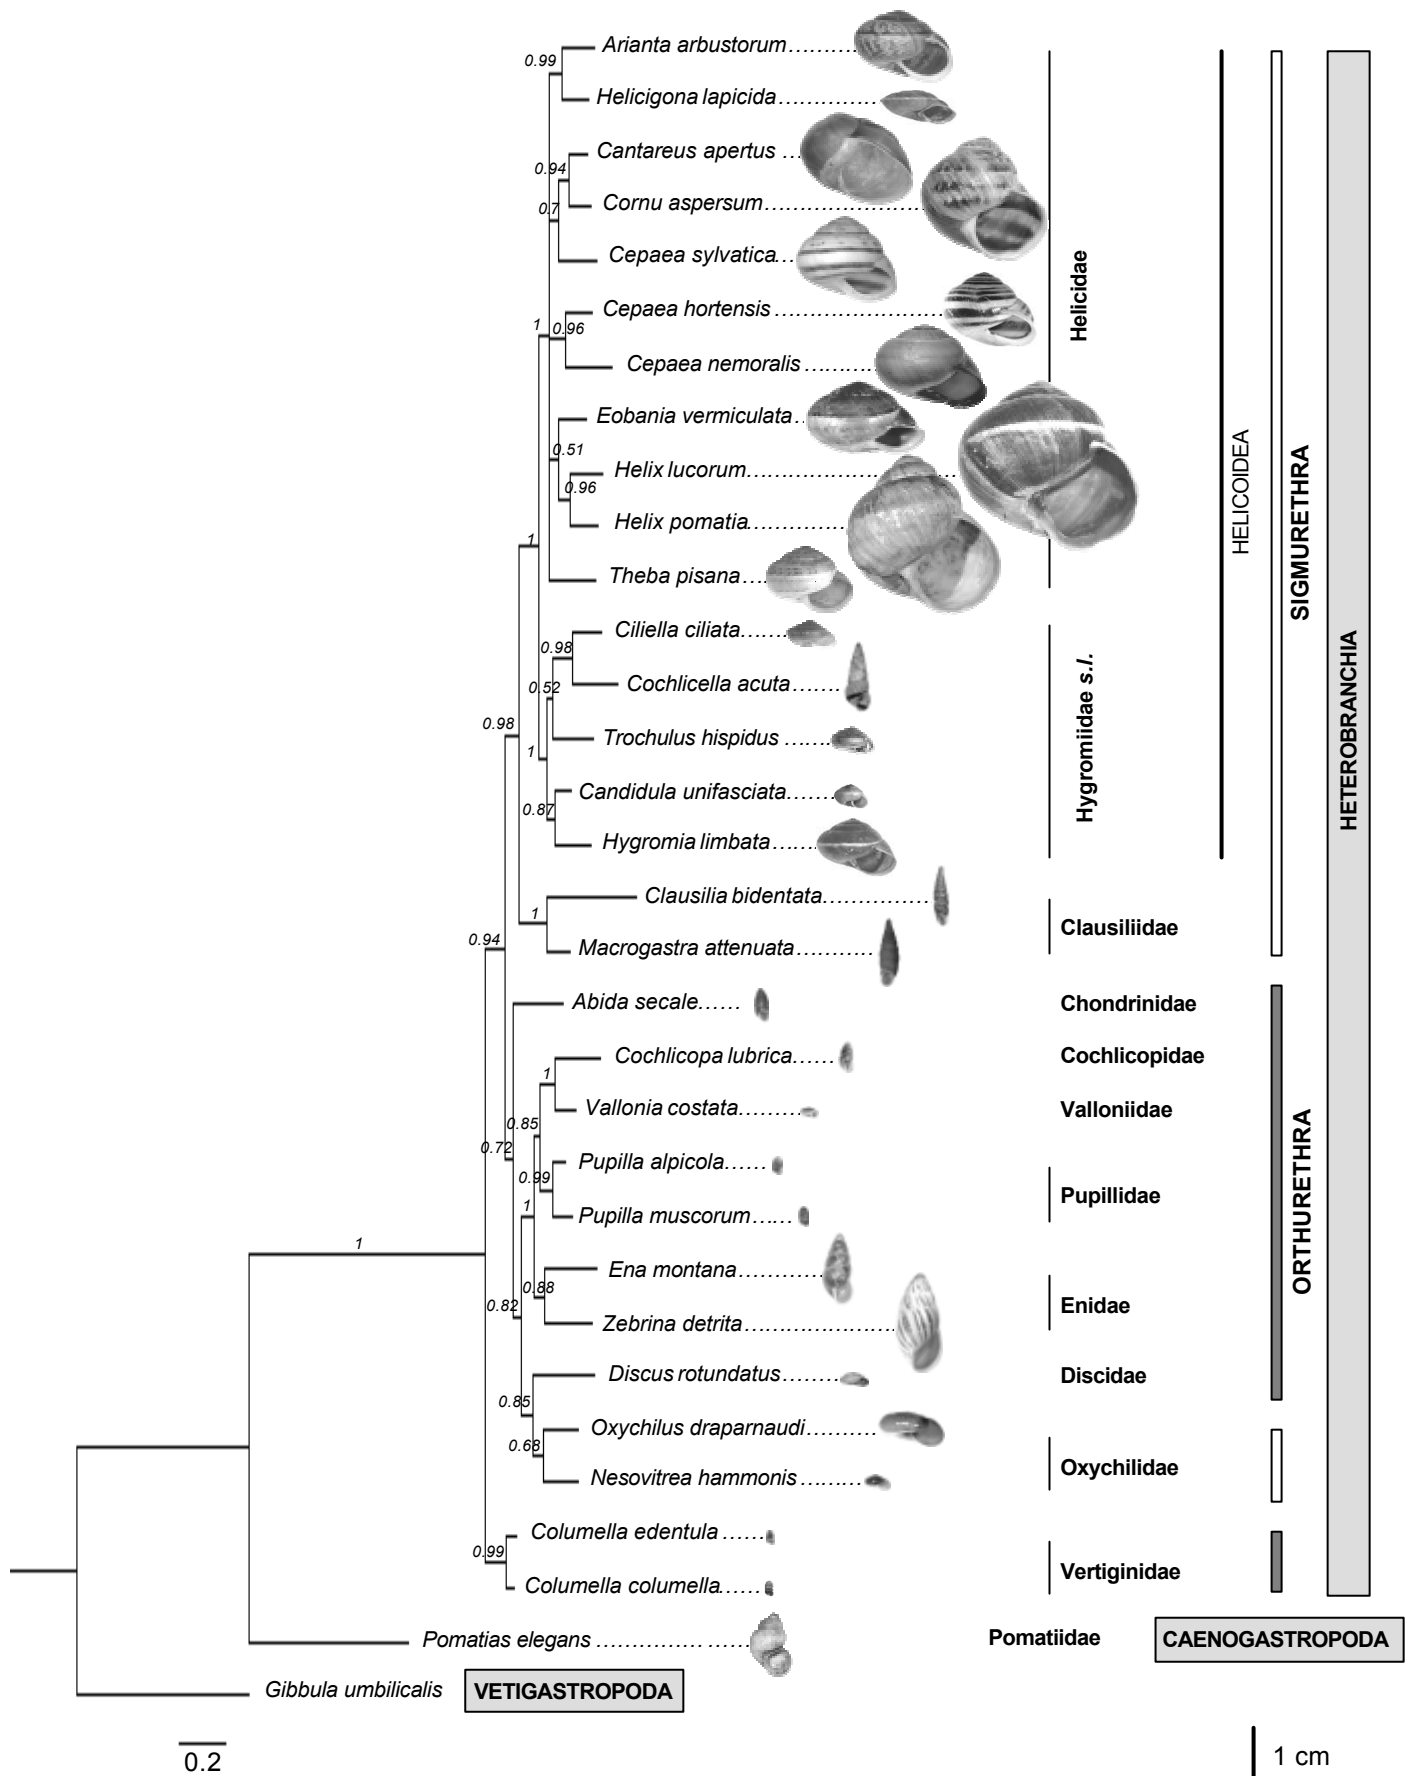 0.99
Arianta arbustorum
Helicigona lapicida
0.94
Cantareus apertus
Cornu aspersum
0.7
Cepaea sylvatica
1
0.96
Cepaea hortensis
Cepaea nemoralis
Helicidae
Eobania vermiculata
0.51
Helix lucorum
0.96
Helix pomatia
1
Theba pisana
HELICOIDEA
SIGMURETHRA
HETEROBRANCHIA
Ciliella ciliata
0.98
Cochlicella acuta
0.52
Trochulus hispidus
0.98
1
Candidula unifasciata
0.87
Hygromia limbata
Hygromiidae s.l.
Clausilia bidentata
1
Macrogastra attenuata
Clausiliidae
0.94
Abida secale
Chondrinidae
Cochlicopa lubrica
Cochlicopidae
1
Vallonia costata
Valloniidae
0.85
0.72
Pupilla alpicola
0.99
Pupilla muscorum
Pupillidae
1
ORTHURETHRA
1
Ena montana
0.88
Zebrina detrita
Enidae
0.82
Discus rotundatus
Discidae
0.85
Oxychilus draparnaudi
0.68
Nesovitrea hammonis
Oxychilidae
Columella edentula
0.99
Columella columella
Vertiginidae
Pomatias elegans
Pomatiidae
CAENOGASTROPODA
Gibbula umbilicalis
VETIGASTROPODA
0.2
1 cm